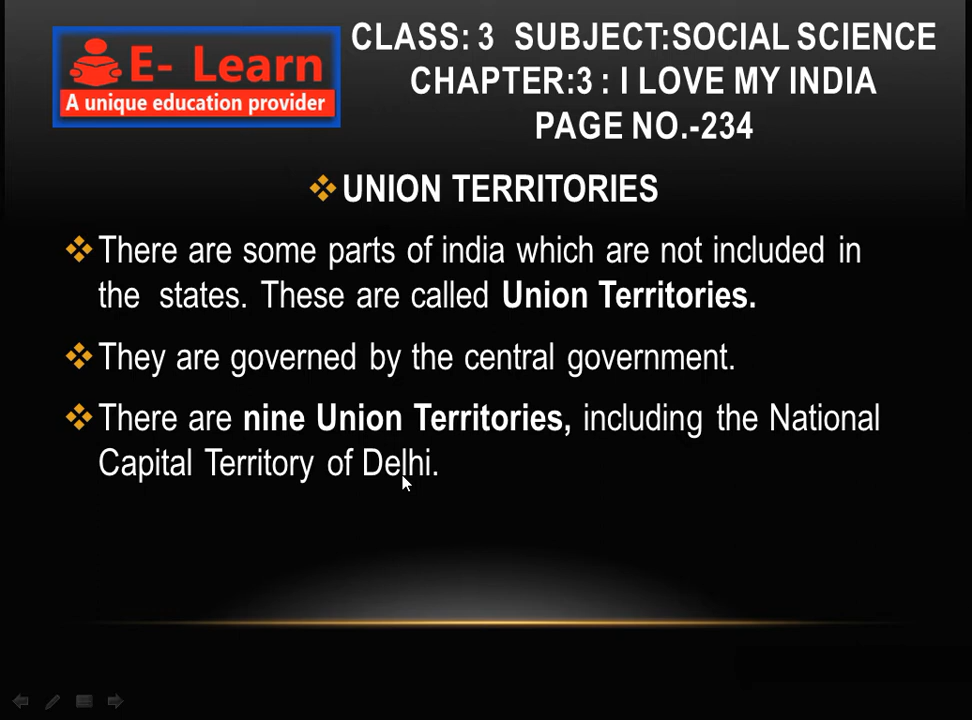 E- Learn
A unique education provider
CLASS: 3 SUBJECT:SOCIAL SCIENCE
CHAPTER:3 : I LOVE MY INDIA
PAGE NO.-234
UNION TERRITORIES
There are some parts of india which are not included in
the states. These are called Union Territories.
They are governed by the central government.
There are nine Union Territories, including the National
Capital Territory of Delhi.